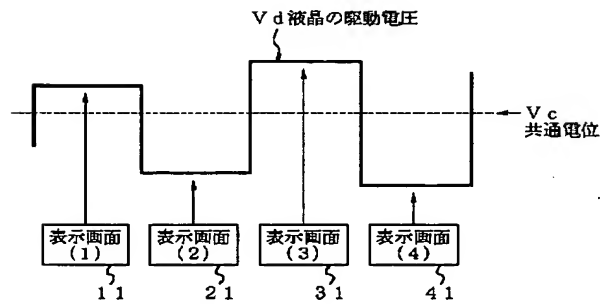 Ｖｄ液晶の駆動電圧
Ｖｃ
共通電位
表示画面
(１)
表示画面
(２)
表示画面
(３)
表示画面
(４)
１１
２１
３１
４１